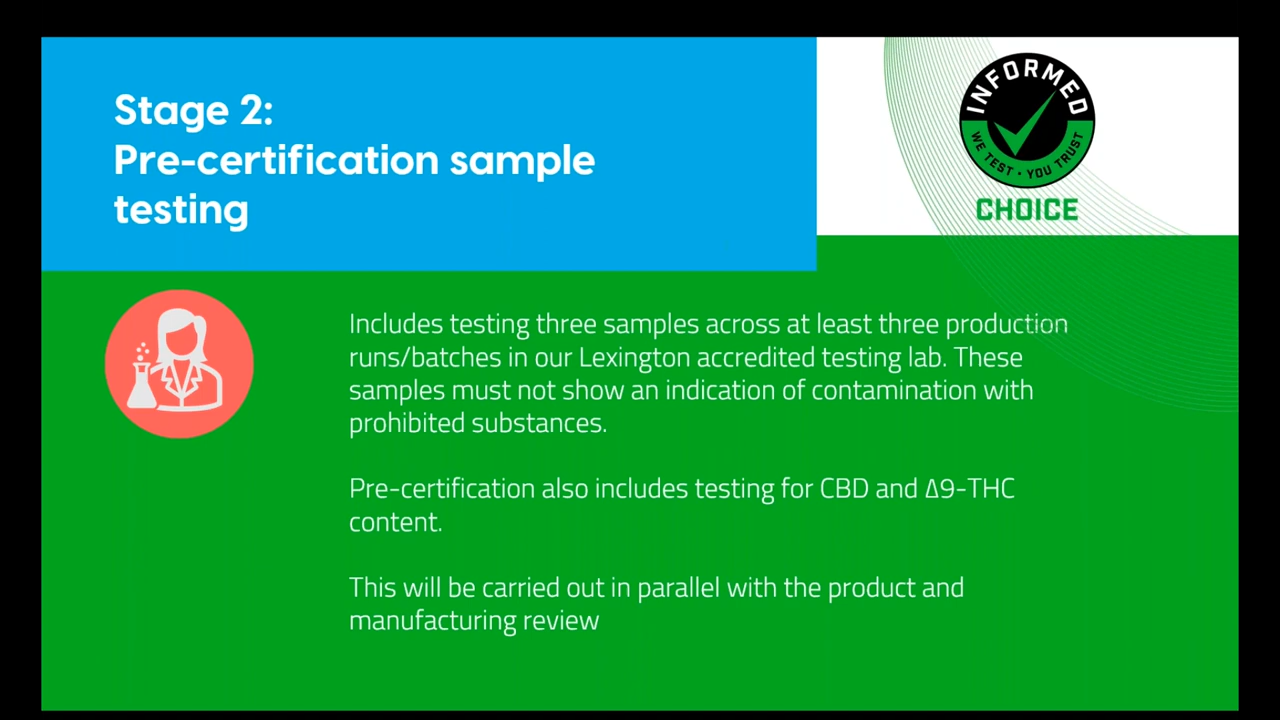 Stage 2:
Pre-certification sample
testing
INFORMED
WE TEST · YOU TRUST
CHOICE
Includes testing three samples across at least three production
runs/batches in our Lexington accredited testing lab. These
samples must not show an indication of contamination with
prohibited substances.
Pre-certification also includes testing for CBD and Δ9-THC
content.
This will be carried out in parallel with the product and
manufacturing review